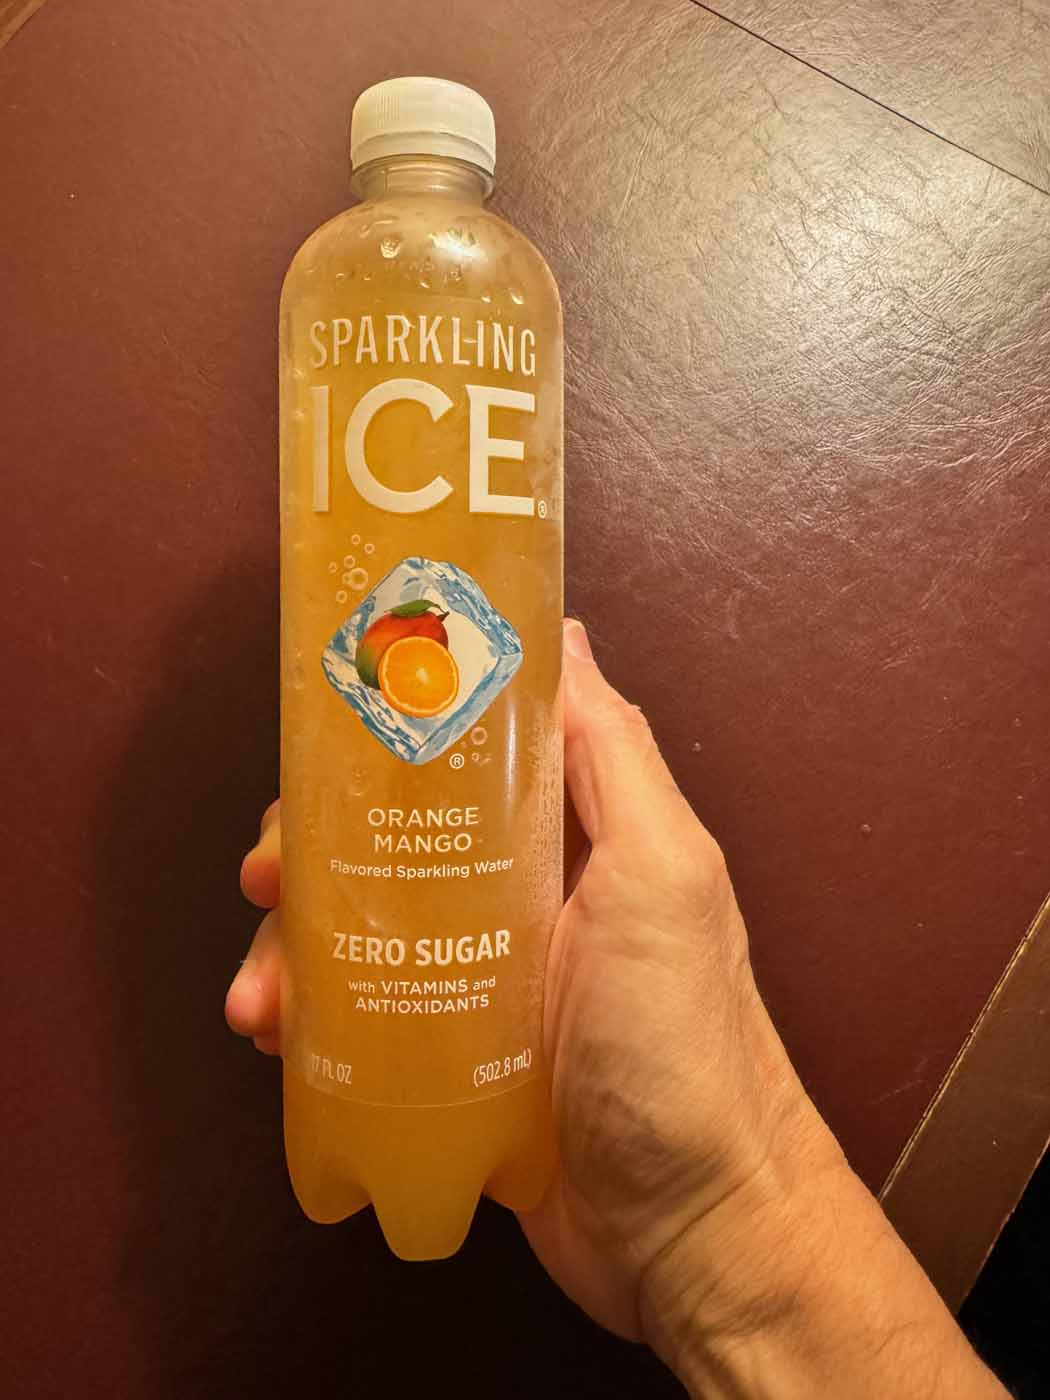 SPARKLING
ICE®
®
ORANGE
MANGO
Flavored Sparkling Water
ZERO SUGAR
with VITAMINS and
ANTIOXIDANTS
17 FL OZ (502.8 mL)